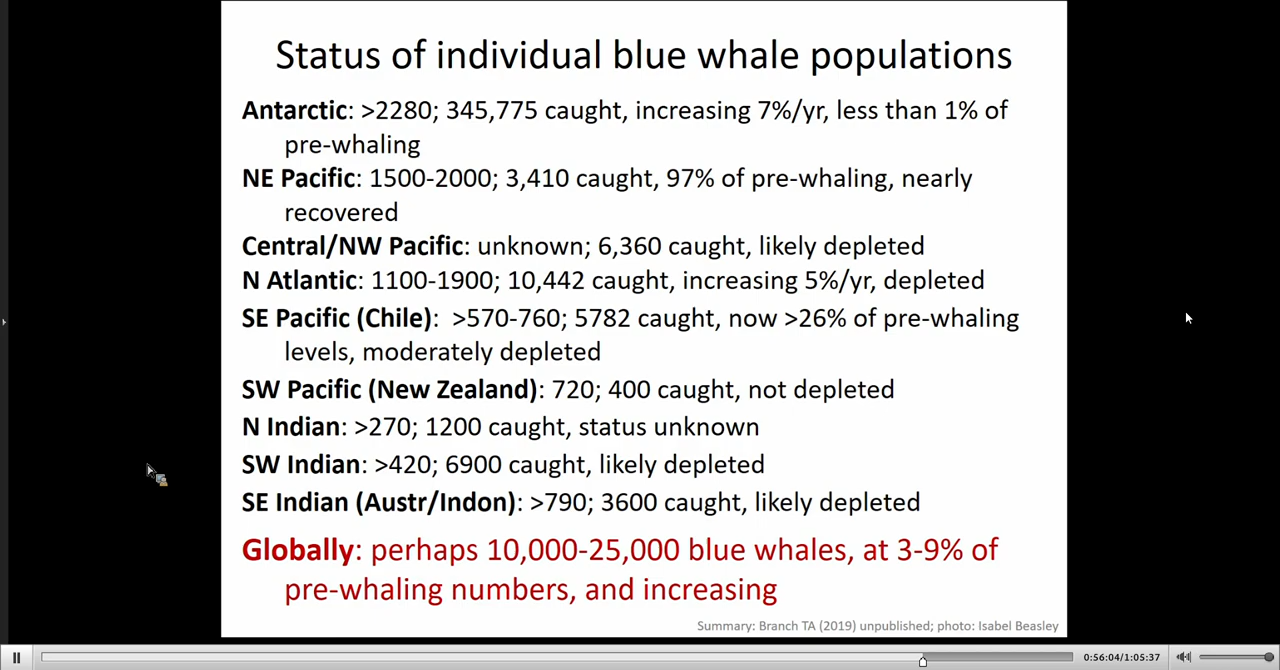 Status of individual blue whale populations
Antarctic: >2280; 345,775 caught, increasing 7%/yr, less than 1% of
pre-whaling
NE Pacific: 1500-2000; 3,410 caught, 97% of pre-whaling, nearly
recovered
Central/NW Pacific: unknown; 6,360 caught, likely depleted
N Atlantic: 1100-1900; 10,442 caught, increasing 5%/yr, depleted
SE Pacific (Chile): >570-760; 5782 caught, now >26% of pre-whaling
levels, moderately depleted
SW Pacific (New Zealand): 720; 400 caught, not depleted
N Indian: >270; 1200 caught, status unknown
SW Indian: >420; 6900 caught, likely depleted
SE Indian (Austr/Indon): >790; 3600 caught, likely depleted
Globally: perhaps 10,000-25,000 blue whales, at 3-9% of
pre-whaling numbers, and increasing
Summary: Branch TA (2019) unpublished; photo: Isabel Beasley
0:56:04/1:05:37